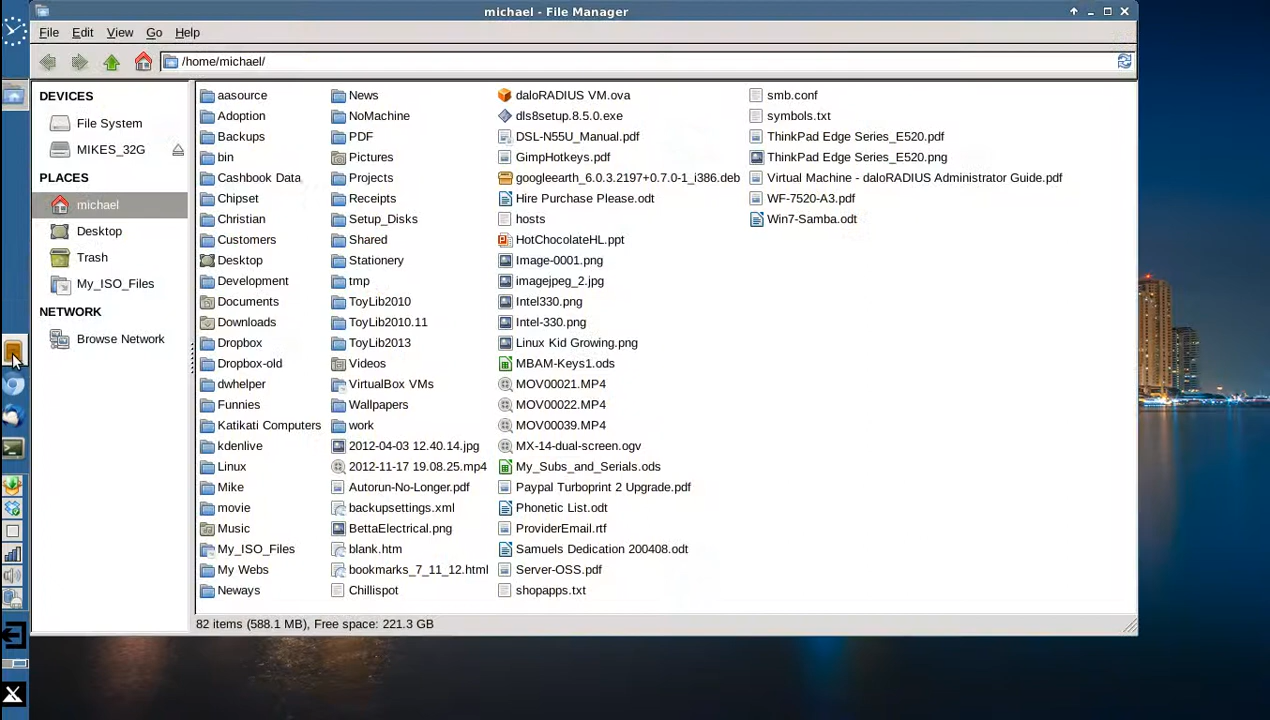 michael - File Manager
File Edit View Go Help
/home/michael/
DEVICES
File System
MIKES_32G
PLACES
michael
Desktop
Trash
My_ISO_Files
NETWORK
Browse Network
aasource
Adoption
Backups
bin
Cashbook Data
Chipset
Christian
Customers
Desktop
Development
Documents
Downloads
Dropbox
Dropbox-old
dwhelper
Funnies
Katikati Computers
kdenlive
Linux
Mike
movie
Music
My_ISO_Files
My Webs
Neways
News
NoMachine
PDF
Pictures
Projects
Receipts
Setup_Disks
Shared
Stationery
tmp
ToyLib2010
ToyLib2010.11
ToyLib2013
Videos
VirtualBox VMs
Wallpapers
work
2012-04-03 12.40.14.jpg
2012-11-17 19.08.25.mp4
Autorun-No-Longer.pdf
backupsettings.xml
BettaElectrical.png
blank.htm
bookmarks_7_11_12.html
Chillispot
daloRADIUS VM.ova
dls8setup.8.5.0.exe
DSL-N55U_Manual.pdf
GimpHotkeys.pdf
googleearth_6.0.3.2197+0.7.0-1_i386.deb
Hire Purchase Please.odt
hosts
HotChocolateHL.ppt
Image-0001.png
imagejpeg_2.jpg
Intel330.png
Intel-330.png
Linux Kid Growing.png
MBAM-Keys1.ods
MOV00021.MP4
MOV00022.MP4
MOV00039.MP4
MX-14-dual-screen.ogv
My_Subs_and_Serials.ods
Paypal Turboprint 2 Upgrade.pdf
Phonetic List.odt
ProviderEmail.rtf
Samuels Dedication 200408.odt
Server-OSS.pdf
shopapps.txt
smb.conf
symbols.txt
ThinkPad Edge Series_E520.pdf
ThinkPad Edge Series_E520.png
Virtual Machine - daloRADIUS Administrator Guide.pdf
WF-7520-A3.pdf
Win7-Samba.odt
82 items (588.1 MB), Free space: 221.3 GB